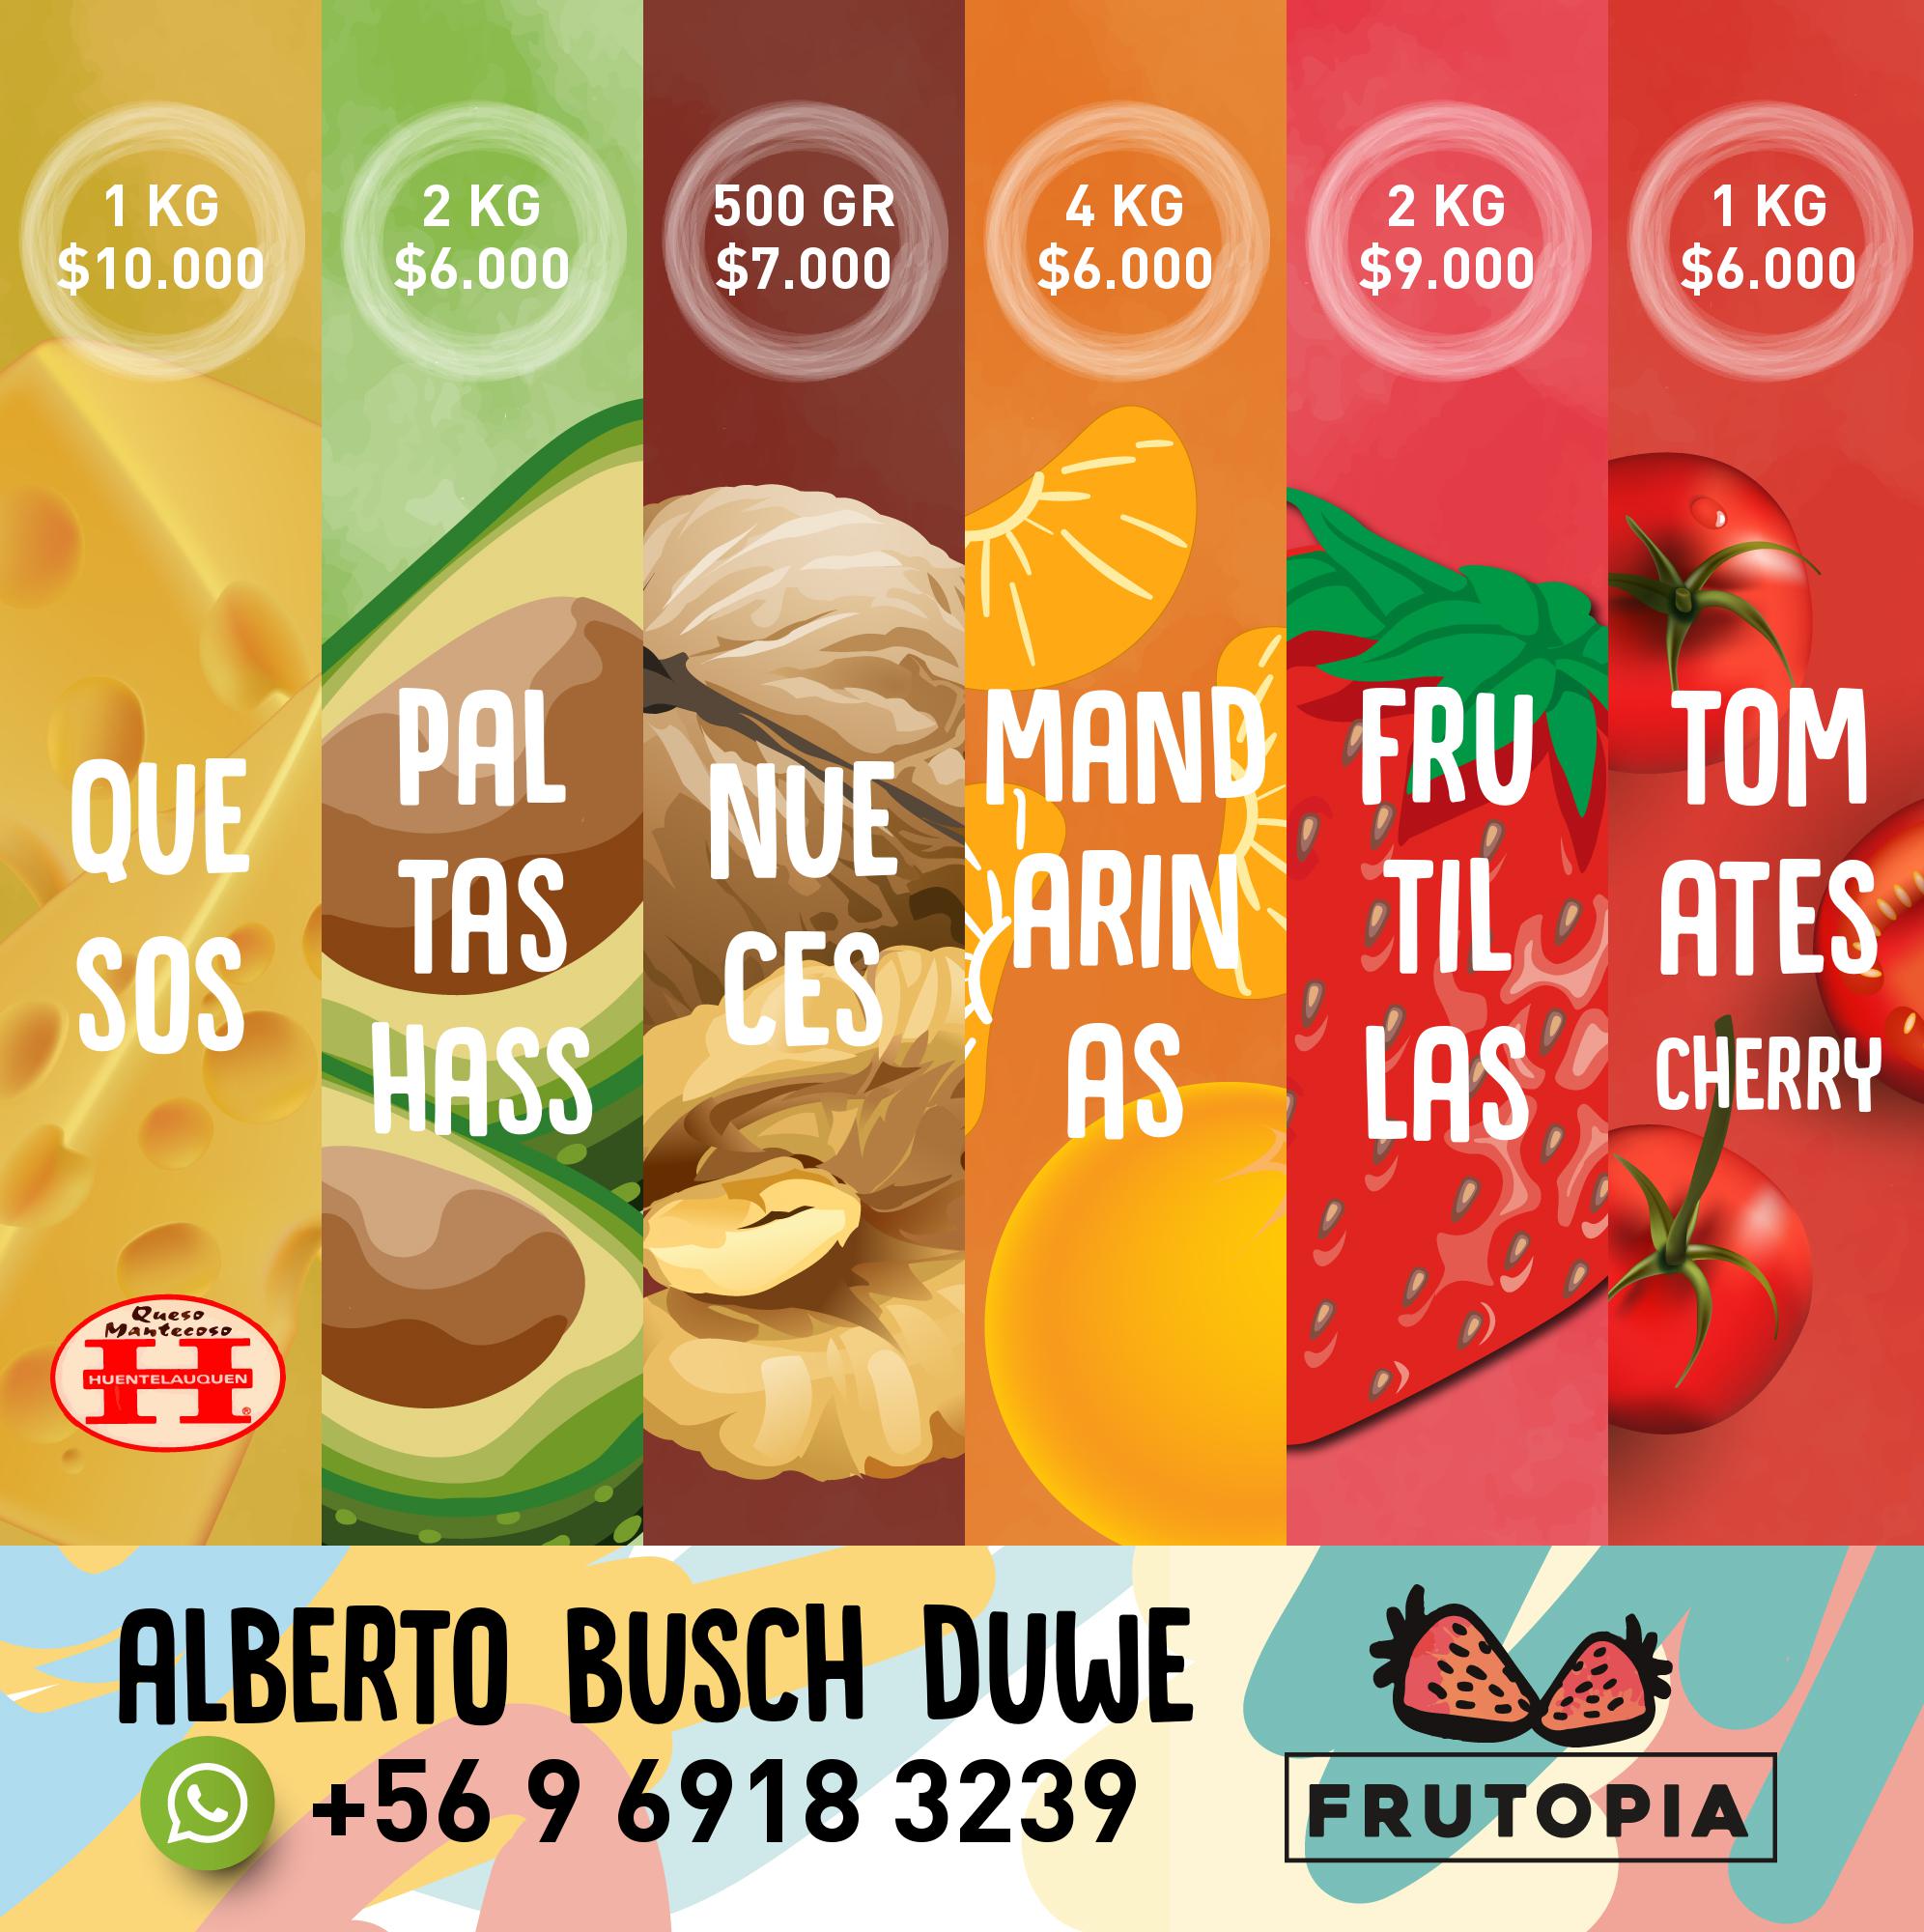 1 KG
$10.000
QUE
SOS
Queso
Mantecoso
H
HUENTELAUQUEN
®
2 KG
$6.000
PAL
TAS
HASS
500 GR
$7.000
NUE
CES
4 KG
$6.000
MAND
ARIN
AS
2 KG
$9.000
FRU
TIL
LAS
1 KG
$6.000
TOM
ATES
CHERRY
ALBERTO BUSCH DUWE
+56 9 6918 3239
FRUTOPIA